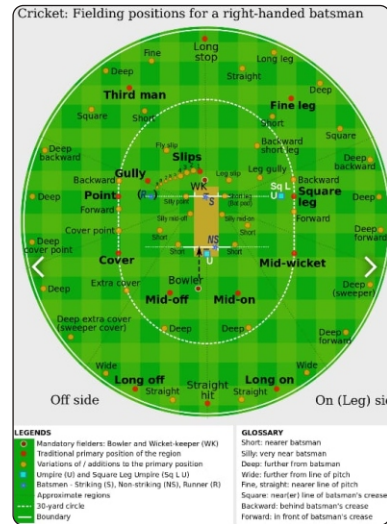 Cricket: Fielding positions for a right-handed batsman
Long
stop
Fine
Long leg
Deep
Straight
Third man
Deep
Fine leg
Square
Short
Short
Square
Fly slip
Backward
short leg
Deep
backward
Slips
Deep
backward
Gully
WK
Leg slip
Leg gully
Backward
Sq L
U
Backward
Deep
Point
(R)
S
Silly point
Short leg
(Bat pad)
Square
leg
Deep
Forward
Silly mid-off
Silly mid-on
Forward
Cover point
Short
Short
Deep
cover point
Short
NS
Short
Deep
forward
Cover
U
Mid-wicket
Bowler
Deep
Extra cover
Mid-off
Mid-on
Deep
(sweeper)
Deep extra cover
(sweeper cover)
Deep
Deep
Deep
forward
Wide
Wide
Off side
Long off
Straight
Straight
hit
Long on
Straight
On (Leg) sid
LEGENDS
Mandatory fielders: Bowler and Wicket-keeper (WK)
Traditional primary position of the region
Variations of / additions to the primary position
Umpire (U) and Square Leg Umpire (Sq L U)
Batsmen - Striking (S), Non-striking (NS), Runner (R)
Approximate regions
30-yard circle
Boundary
GLOSSARY
Short: nearer batsman
Silly: very near batsman
Deep: further from batsman
Wide: further from line of pitch
Fine, straight: nearer line of pitch
Square: near(er) line of batsman's crease
Backward: behind batsman's crease
Forward: in front of batsman's crease